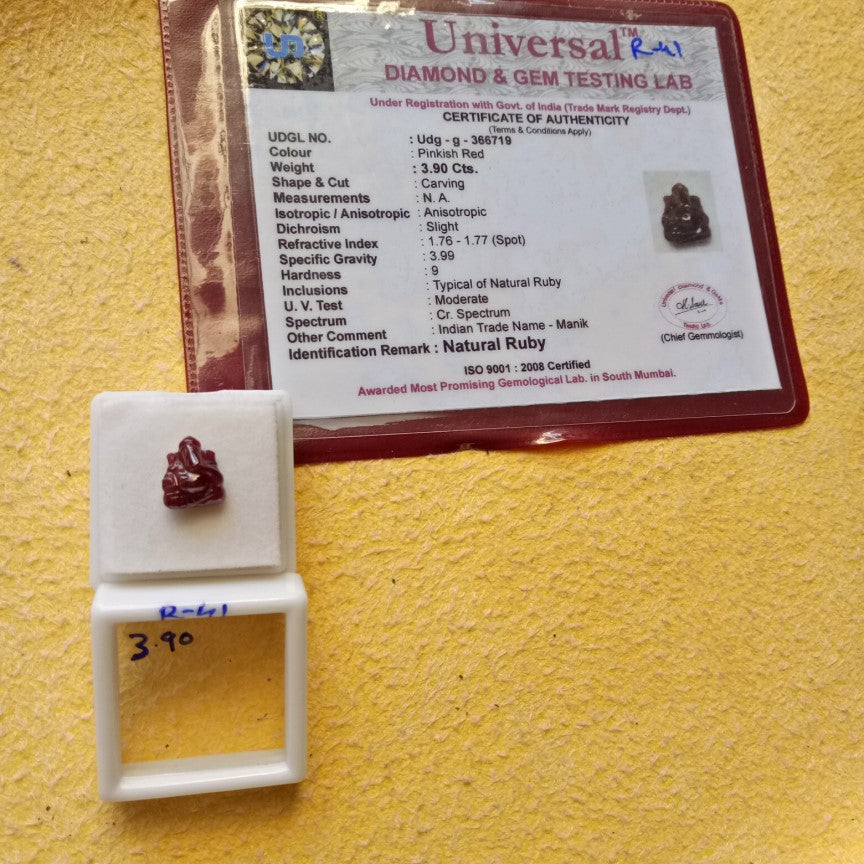 UD
Universal™ R-41
DIAMOND & GEM TESTING LAB
Under Registration with Govt. of India (Trade Mark Registry Dept.)
CERTIFICATE OF AUTHENTICITY
(Terms & Conditions Apply)
UDGL NO. : Udg - g - 366719
Colour : Pinkish Red
Weight : 3.90 Cts.
Shape & Cut : Carving
Measurements : N. A.
Isotropic / Anisotropic : Anisotropic
Dichroism : Slight
Refractive Index : 1.76 - 1.77 (Spot)
Specific Gravity : 3.99
Hardness : 9
Inclusions : Typical of Natural Ruby
U. V. Test : Moderate
Spectrum : Cr. Spectrum
Other Comment : Indian Trade Name - Manik
Identification Remark : Natural Ruby
(Chief Gemmologist)
ISO 9001 : 2008 Certified
Awarded Most Promising Gemological Lab. in South Mumbai.
R-41
3.90